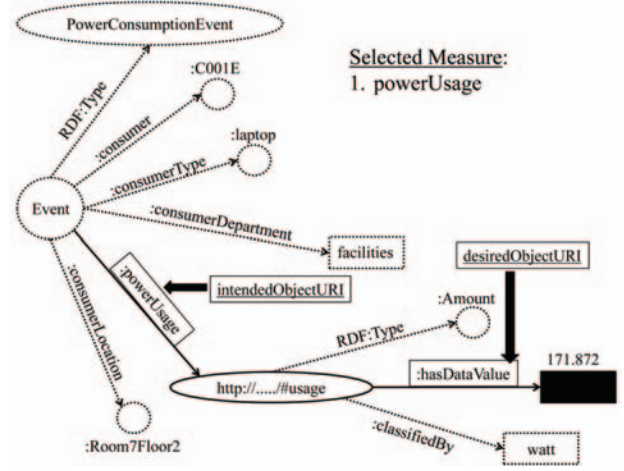 PowerConsumptionEvent
Selected Measure:
1. powerUsage
:C001E
RDF:Type
:consumer
:laptop
:consumerType
Event
:consumerDepartment
facilities
desiredObjectURI
:powerUsage
intendedObjectURI
:consumerLocation
:Amount
RDF:Type
171.872
:hasDataValue
http://...../#usage
:classifiedBy
watt
:Room7Floor2